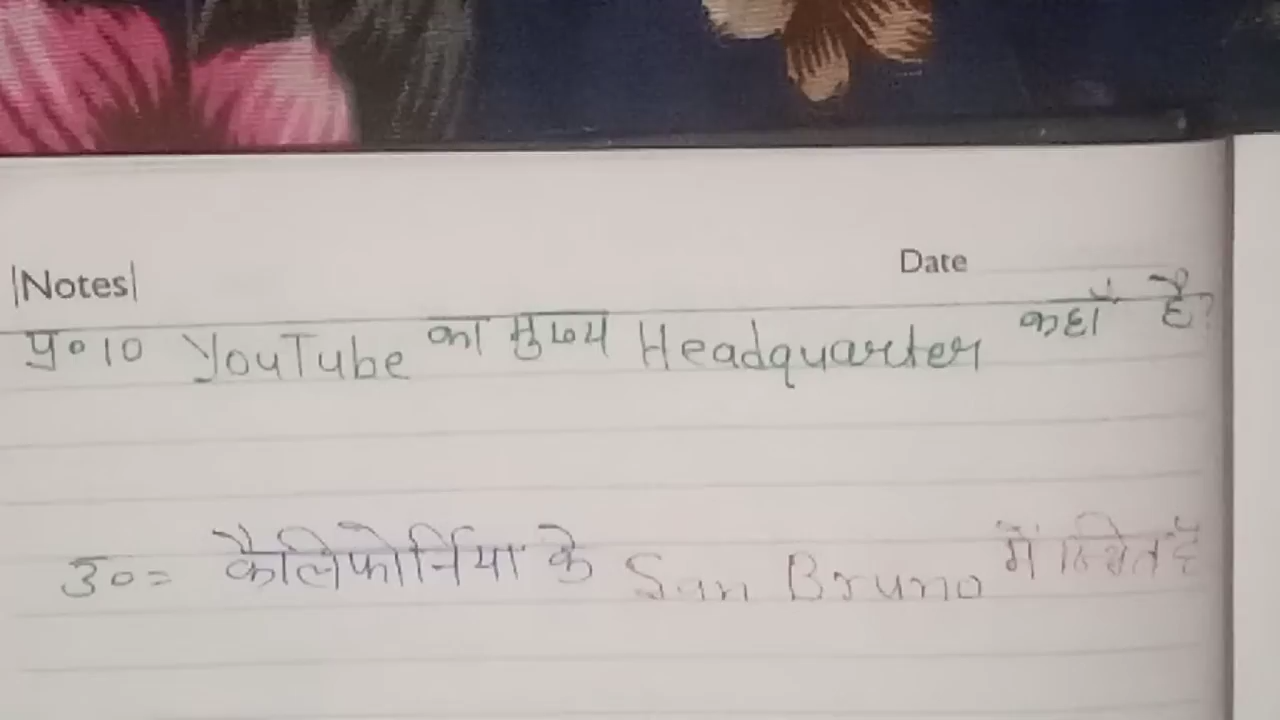 |Notes|
Date
प्र०10 YouTube का मुख्य Headquarter कहाँ है?
उ०= कैलिफोर्निया के San Bruno में स्थित है